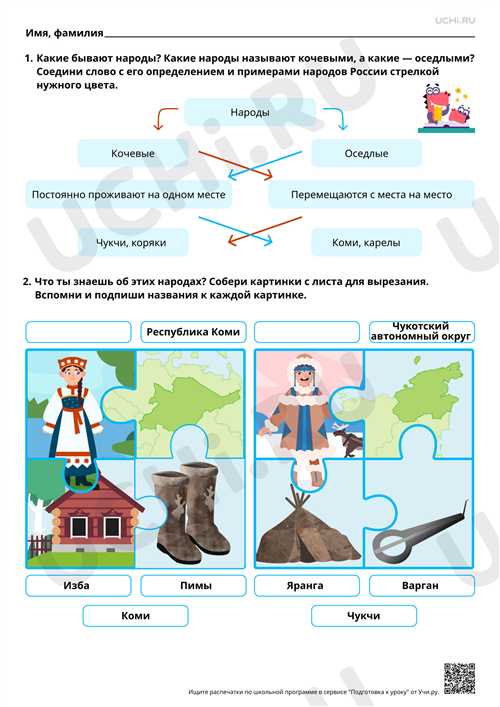 UCHi.RU
Имя, фамилия
1. Какие бывают народы? Какие народы называют кочевыми, а какие — оседлыми?
Соедини слово с его определением и примерами народов России стрелкой
нужного цвета.
Народы
Кочевые
Оседлые
Постоянно проживают на одном месте
Перемещаются с места на место
Чукчи, коряки
Коми, карелы
2. Что ты знаешь об этих народах? Собери картинки с листа для вырезания.
Вспомни и подпиши названия к каждой картинке.
Республика Коми
Чукотский
автономный округ
Изба
Пимы
Яранга
Варган
Коми
Чукчи
Ищите распечатки по школьной программе в сервисе "Подготовка к уроку" от Учи.ру.